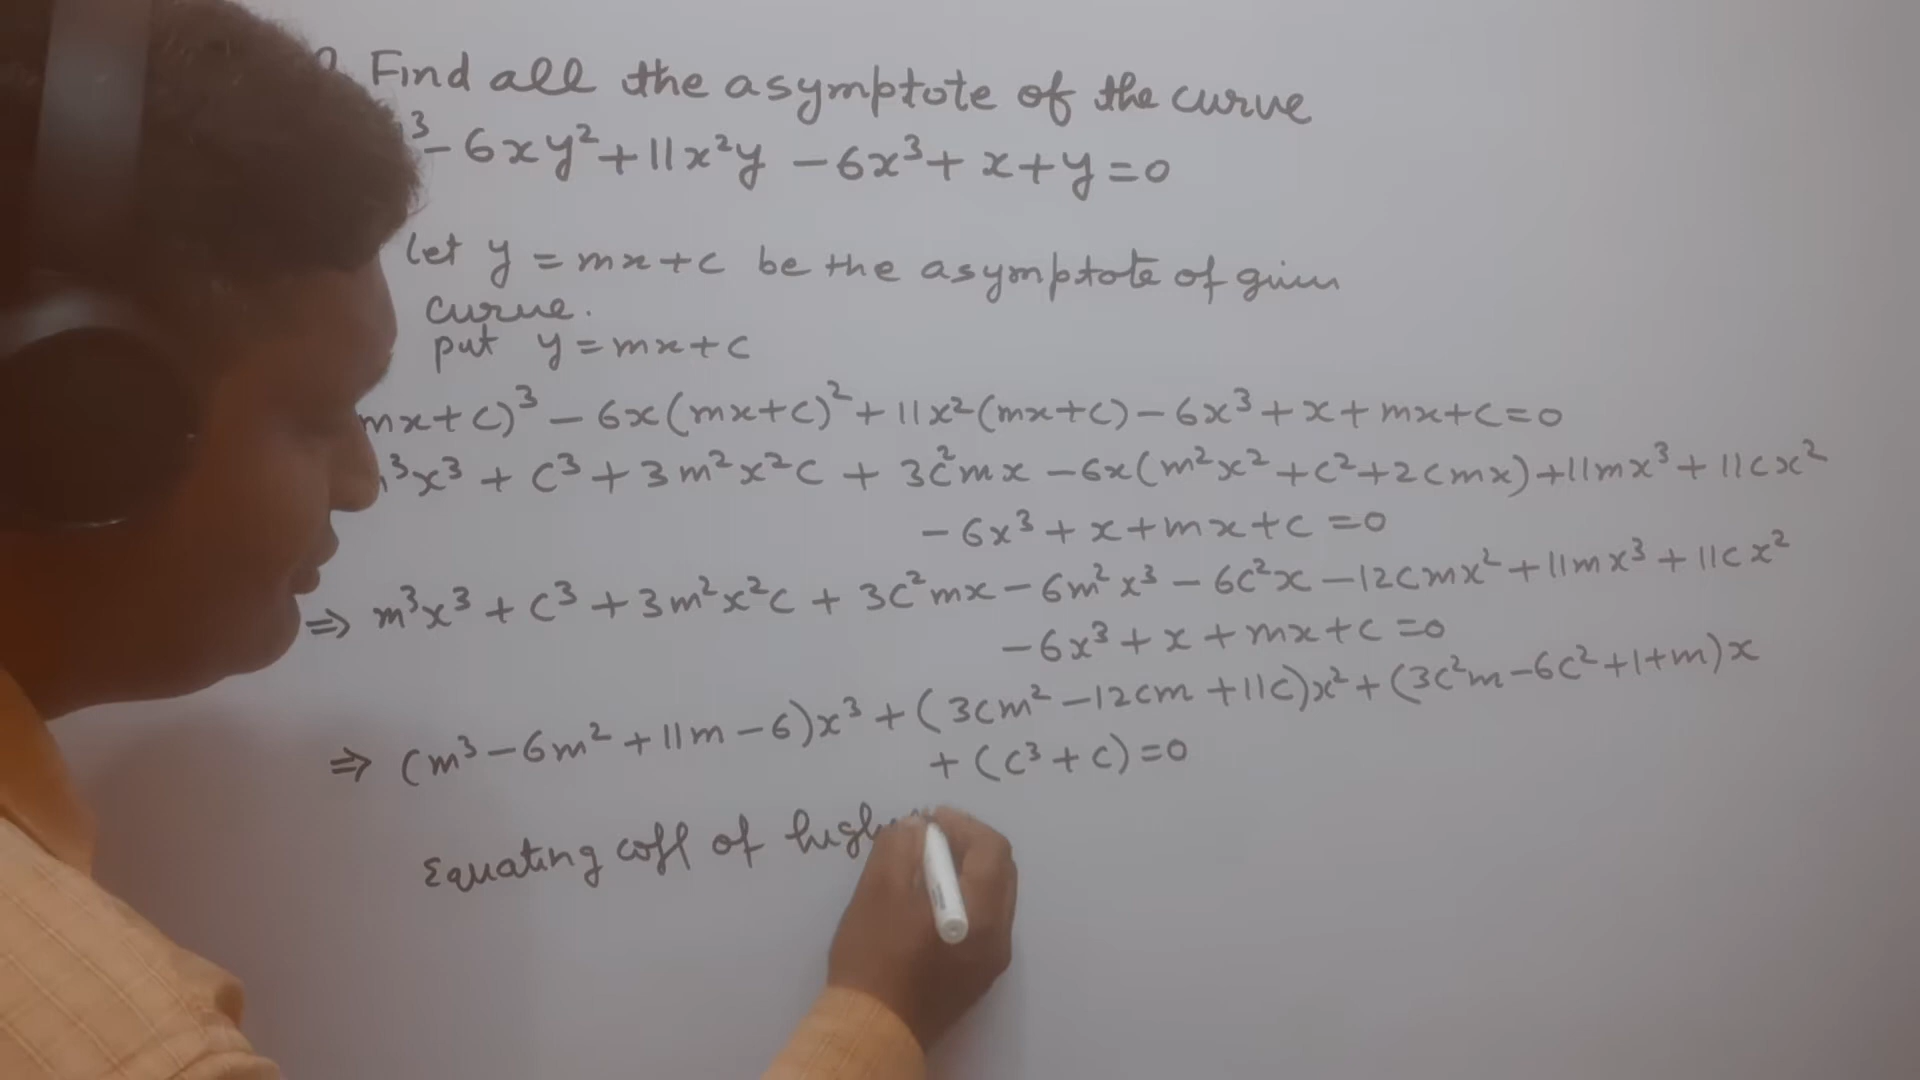 Find all the asymptote of the curve
³ - 6xy² + 11x²y - 6x³ + x + y = 0
let y = mx + c be the asymptote of given
curve.
put y = mx + c
mx + c)³ - 6x(mx + c)² + 11x²(mx + c) - 6x³ + x + mx + c = 0
³x³ + c³ + 3m²x²c + 3c²mx - 6x(m²x² + c² + 2cmx) + 11mx³ + 11cx²
- 6x³ + x + mx + c = 0
⇒ m³x³ + c³ + 3m²x²c + 3c²mx - 6m²x³ - 6c²x - 12cmx² + 11mx³ + 11cx²
- 6x³ + x + mx + c = 0
⇒ (m³ - 6m² + 11m - 6)x³ + (3cm² - 12cm + 11c)x² + (3c²m - 6c² + 1 + m)x
+ (c³ + c) = 0
Equating coff of high